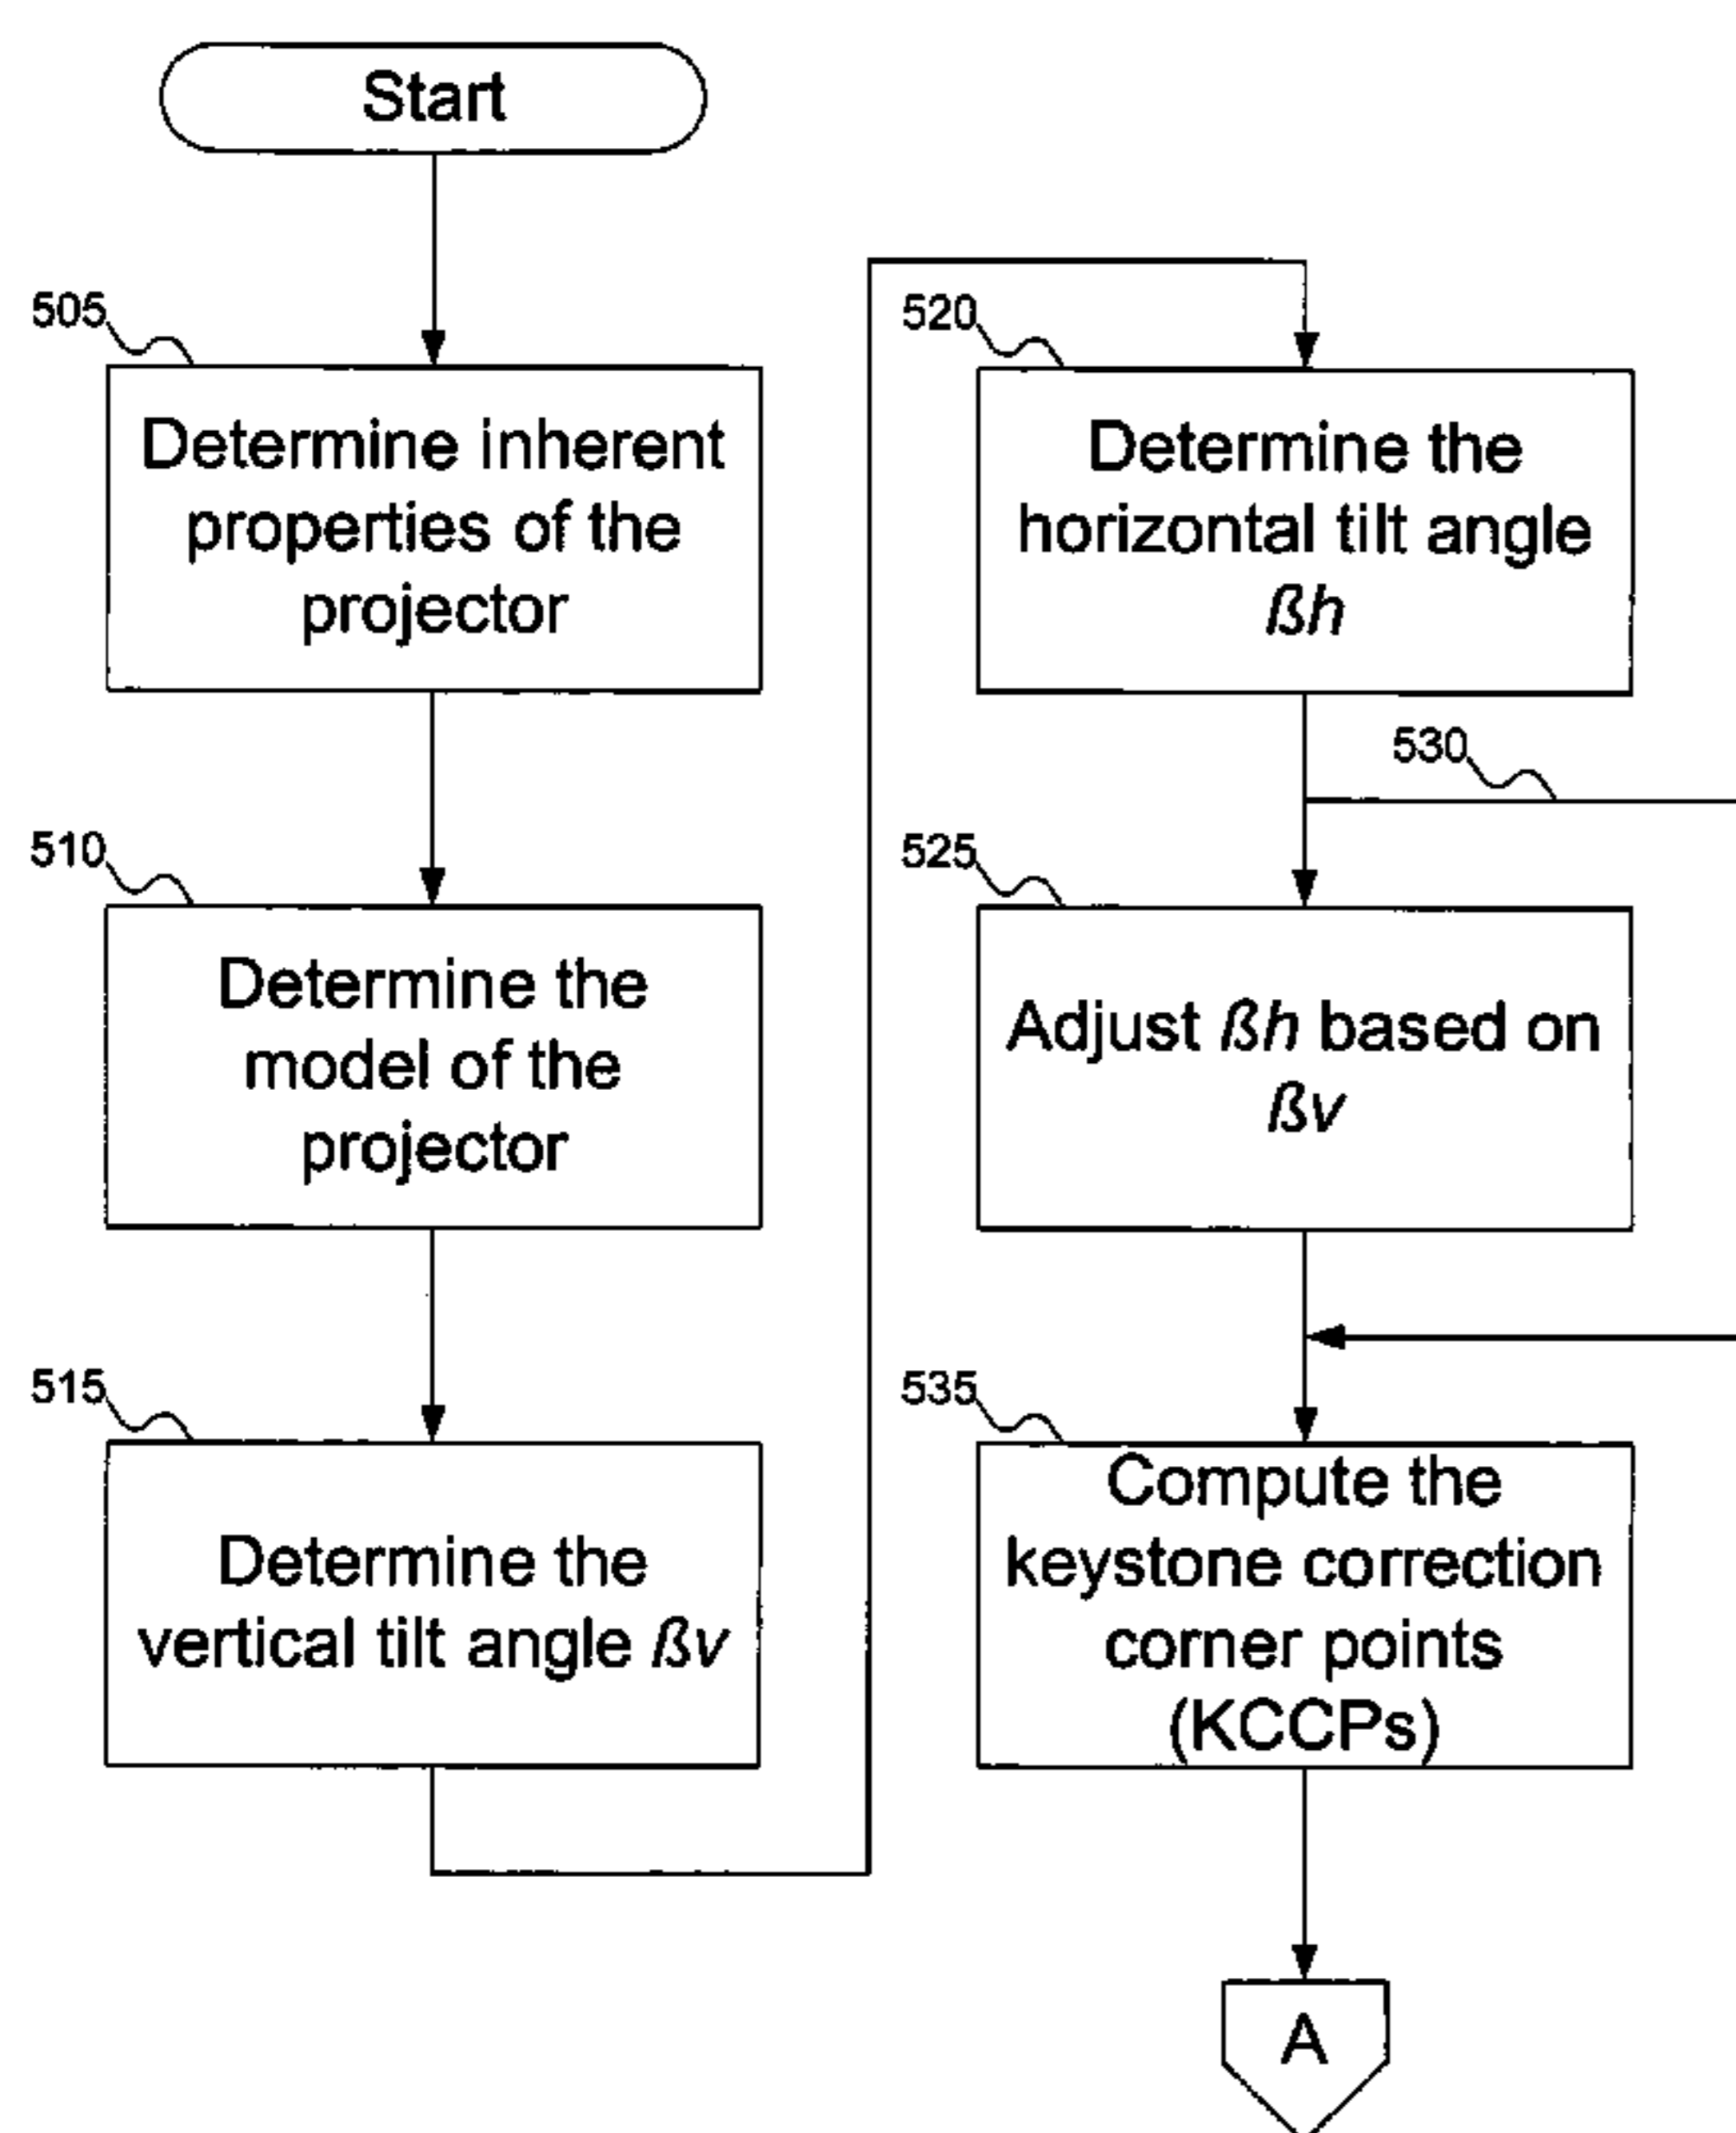 Start
505
Determine inherent
properties of the
projector
510
Determine the
model of the
projector
515
Determine the
vertical tilt angle ßv
520
Determine the
horizontal tilt angle
ßh
530
525
Adjust ßh based on
ßv
535
Compute the
keystone correction
corner points
(KCCPs)
A